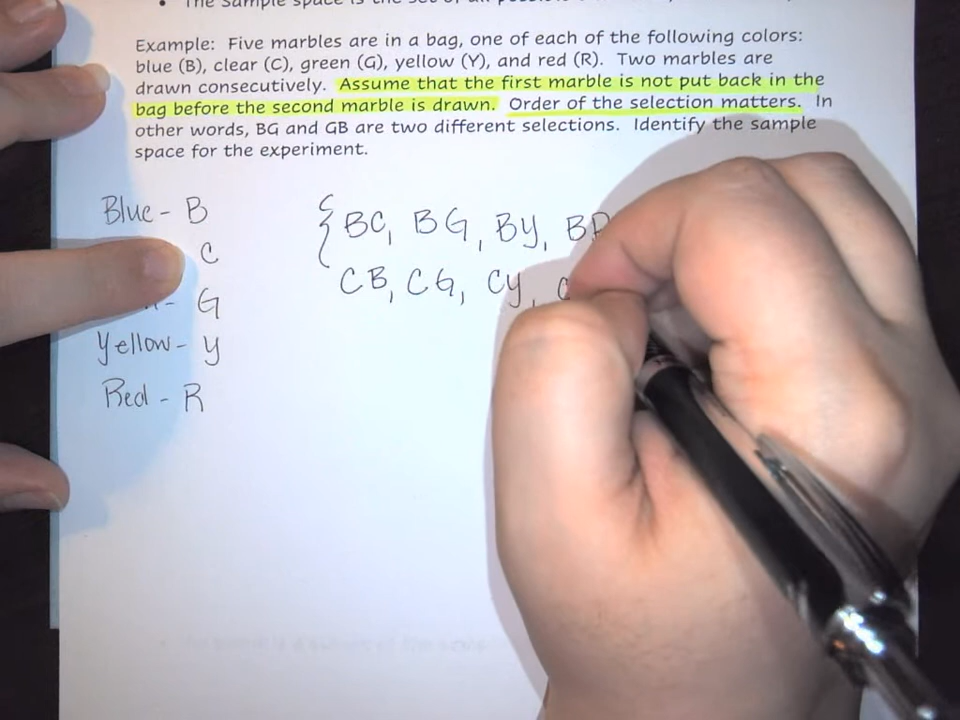 Example: Five marbles are in a bag, one of each of the following colors:
blue (B), clear (C), green (G), yellow (Y), and red (R). Two marbles are
drawn consecutively. Assume that the first marble is not put back in the
bag before the second marble is drawn. Order of the selection matters. In
other words, BG and GB are two different selections. Identify the sample
space for the experiment.
Blue - B
C
- G
Yellow - Y
Red - R
{ BC, BG, BY, B
CB, CG, CY, C